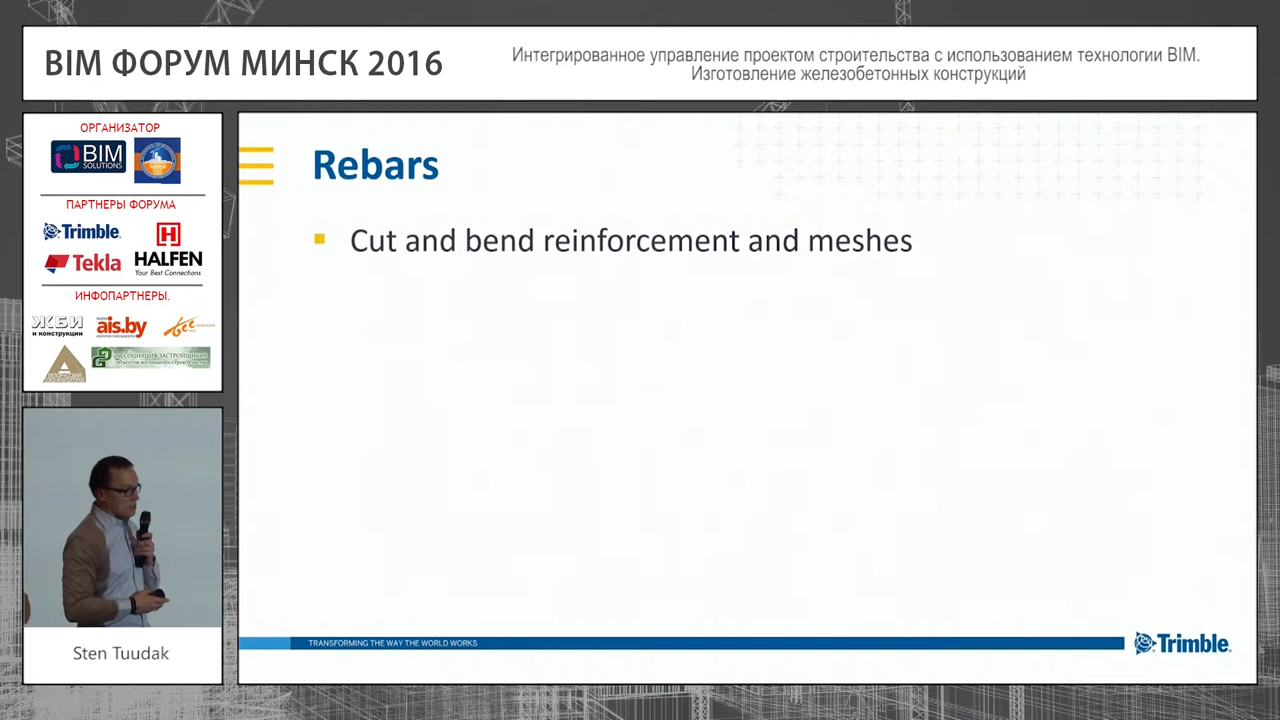 BIM ФОРУМ МИНСК 2016
Интегрированное управление проектом строительства с использованием технологии BIM.
Изготовление железобетонных конструкций
ОРГАНИЗАТОР
BIM
SOLUTIONS
ПАРТНЕРЫ ФОРУМА
Trimble.
HALFEN
Your Best Connections
Tekla
ИНФОПАРТНЕРЫ.
ЖБИ
и конструкции
ais.by
все
АССОЦИАЦИЯ ЗАСТРОЙЩИКОВ
Sten Tuudak
Rebars
Cut and bend reinforcement and meshes
TRANSFORMING THE WAY THE WORLD WORKS
Trimble.